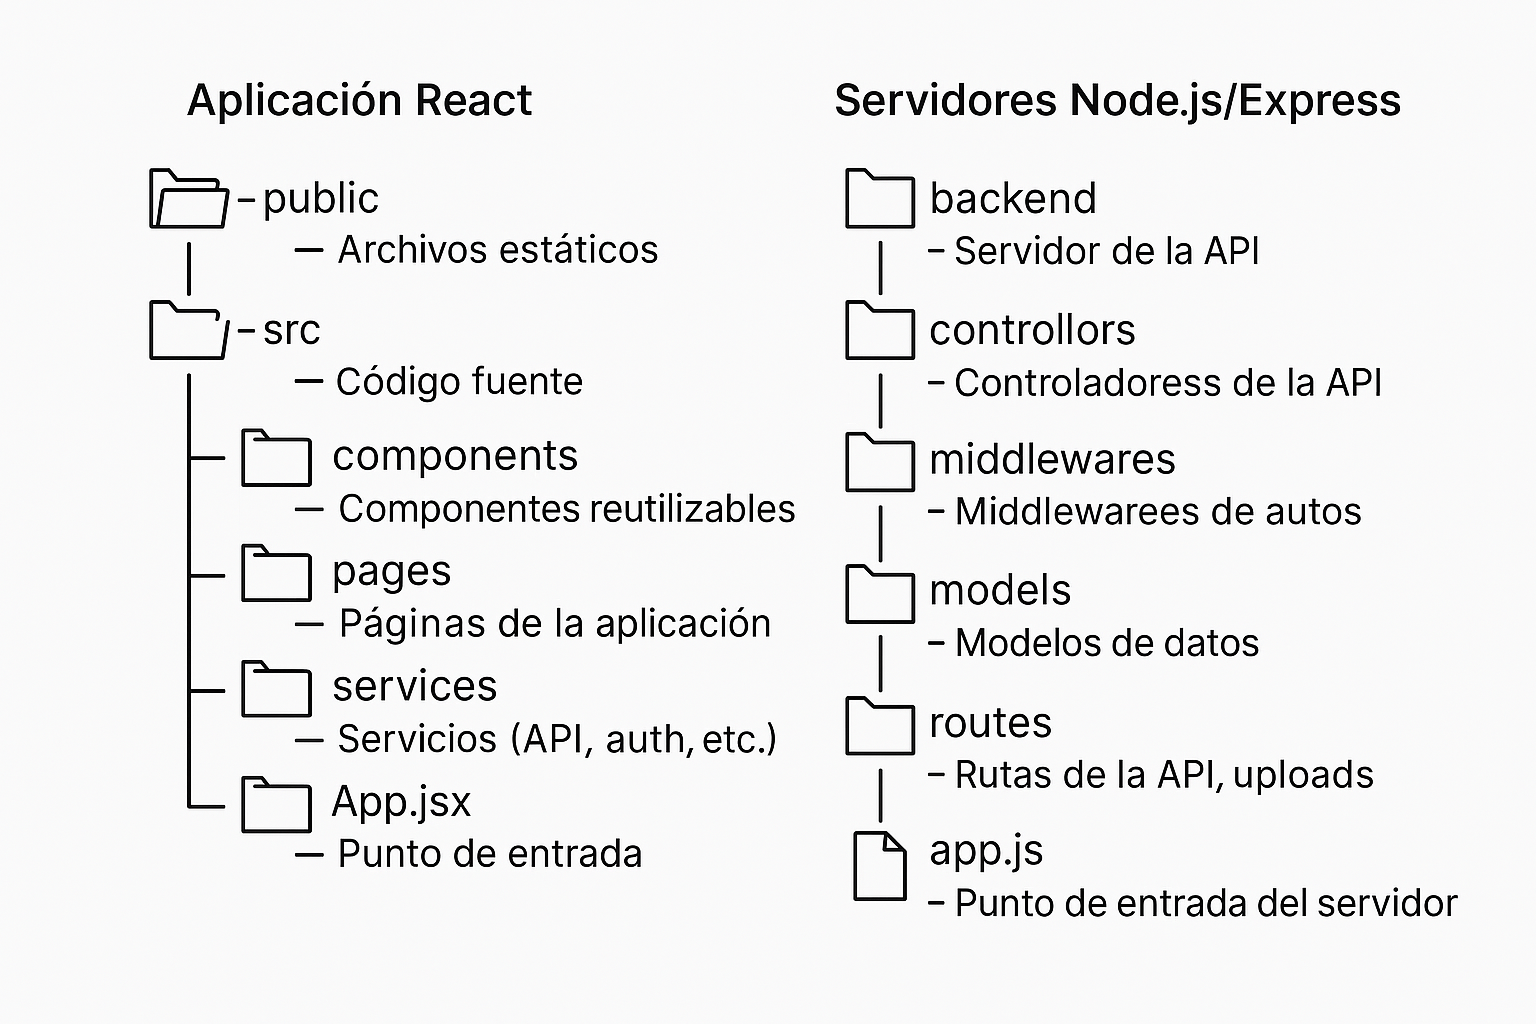 Aplicación React
– public
— Archivos estáticos
– src
— Código fuente
components
— Componentes reutilizables
pages
— Páginas de la aplicación
services
— Servicios (API, auth, etc.)
App.jsx
— Punto de entrada
Servidores Node.js/Express
backend
– Servidor de la API
controllors
– Controladoress de la API
middlewares
– Middlewarees de autos
models
– Modelos de datos
routes
– Rutas de la API, uploads
app.js
– Punto de entrada del servidor